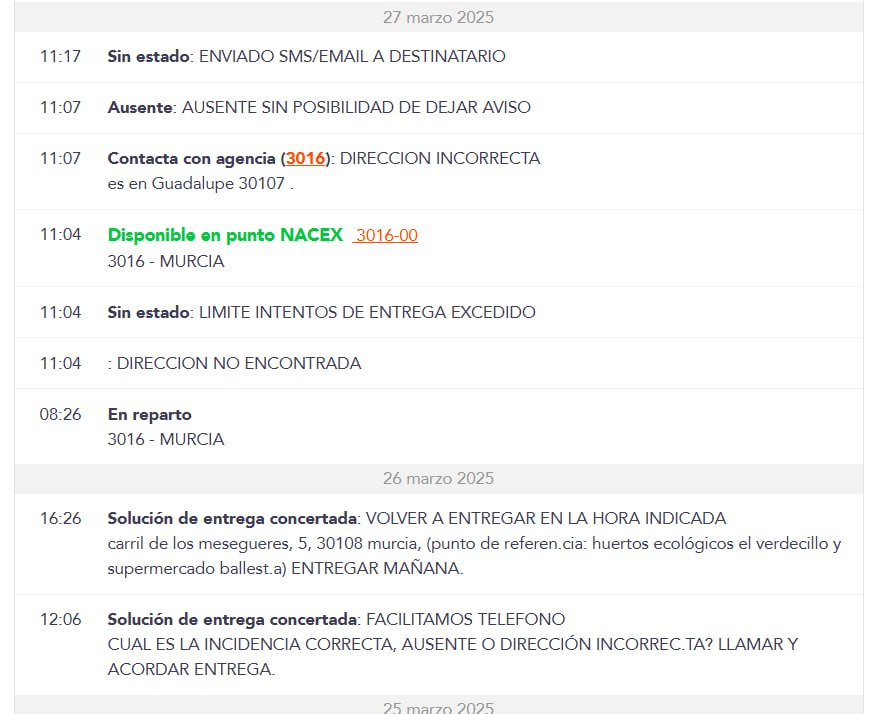 27 marzo 2025
11:17 Sin estado: ENVIADO SMS/EMAIL A DESTINATARIO
11:07 Ausente: AUSENTE SIN POSIBILIDAD DE DEJAR AVISO
11:07 Contacta con agencia (3016): DIRECCION INCORRECTA
es en Guadalupe 30107 .
11:04 Disponible en punto NACEX 3016-00
3016 - MURCIA
11:04 Sin estado: LIMITE INTENTOS DE ENTREGA EXCEDIDO
11:04 : DIRECCION NO ENCONTRADA
08:26 En reparto
3016 - MURCIA
26 marzo 2025
16:26 Solución de entrega concertada: VOLVER A ENTREGAR EN LA HORA INDICADA
carril de los mesegueres, 5, 30108 murcia, (punto de referen.cia: huertos ecológicos el verdecillo y
supermercado ballest.a) ENTREGAR MAÑANA.
12:06 Solución de entrega concertada: FACILITAMOS TELEFONO
CUAL ES LA INCIDENCIA CORRECTA, AUSENTE O DIRECCIÓN INCORREC.TA? LLAMAR Y
ACORDAR ENTREGA.
25 marzo 2025